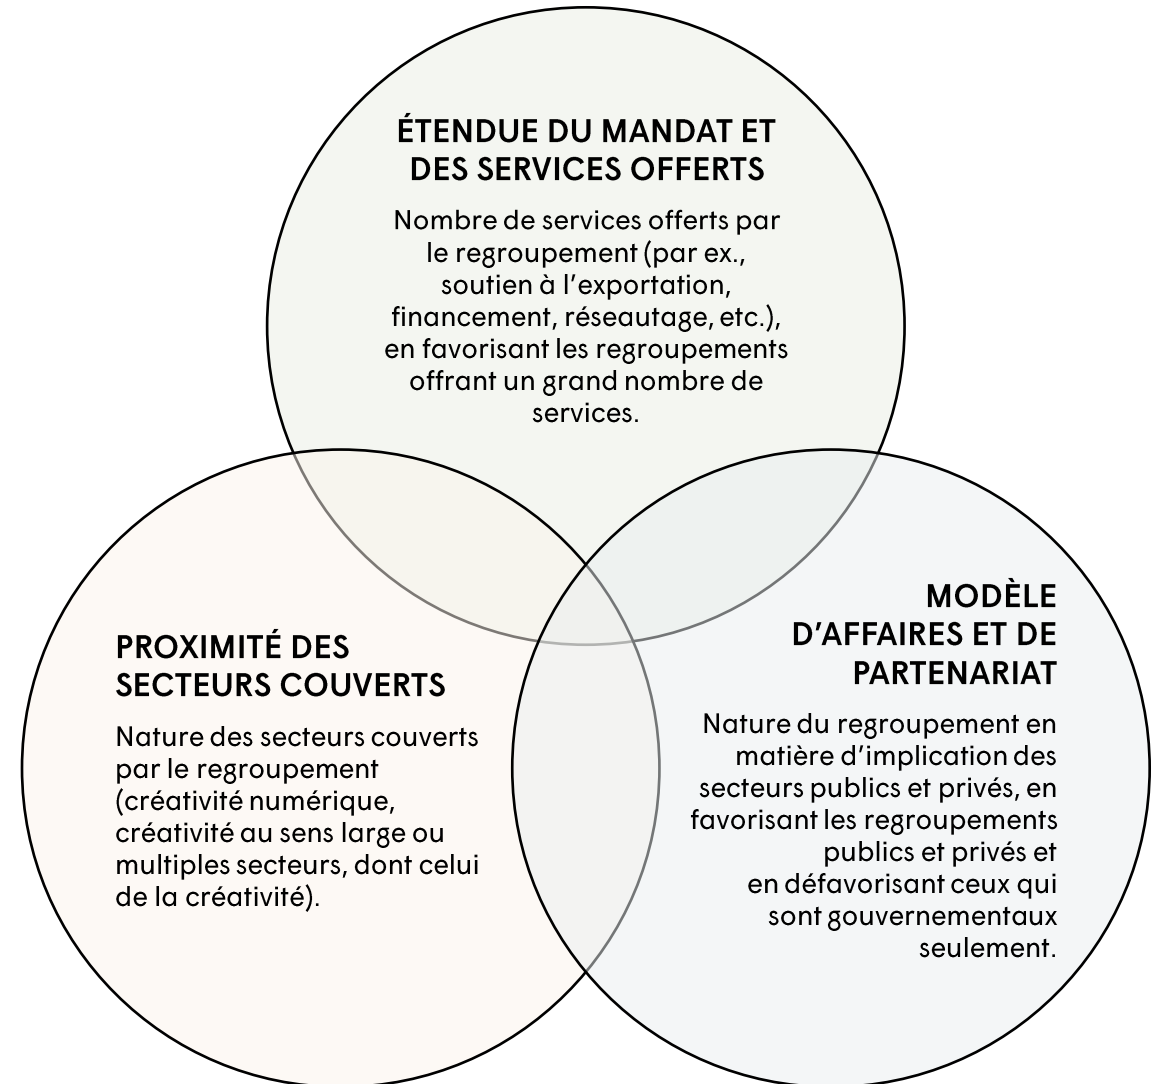 ÉTENDUE DU MANDAT ET
DES SERVICES OFFERTS
Nombre de services offerts par
le regroupement (par ex.,
soutien à l’exportation,
financement, réseautage, etc.),
en favorisant les regroupements
offrant un grand nombre de
services.
PROXIMITÉ DES
SECTEURS COUVERTS
Nature des secteurs couverts
par le regroupement
(créativité numérique,
créativité au sens large ou
multiples secteurs, dont celui
de la créativité).
MODÈLE
D’AFFAIRES ET DE
PARTENARIAT
Nature du regroupement en
matière d’implication des
secteurs publics et privés, en
favorisant les regroupements
publics et privés et
en défavorisant ceux qui
sont gouvernementaux
seulement.